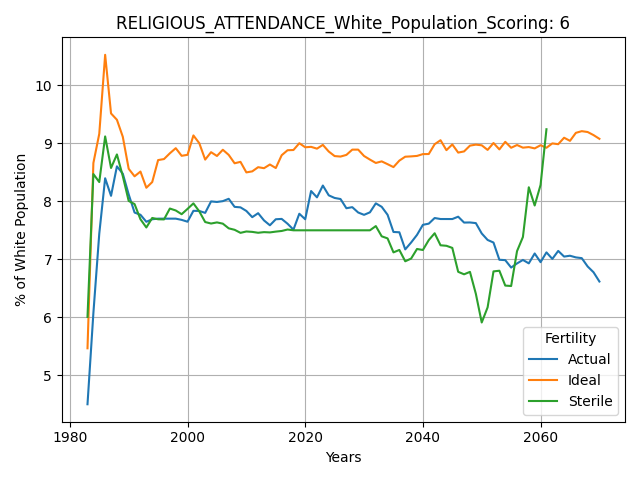 RELIGIOUS_ATTENDANCE_White_Population_Scoring: 6
% of White Population
10
9
8
7
6
5
1980
2000
2020
2040
2060
Years
Fertility
Actual
Ideal
Sterile